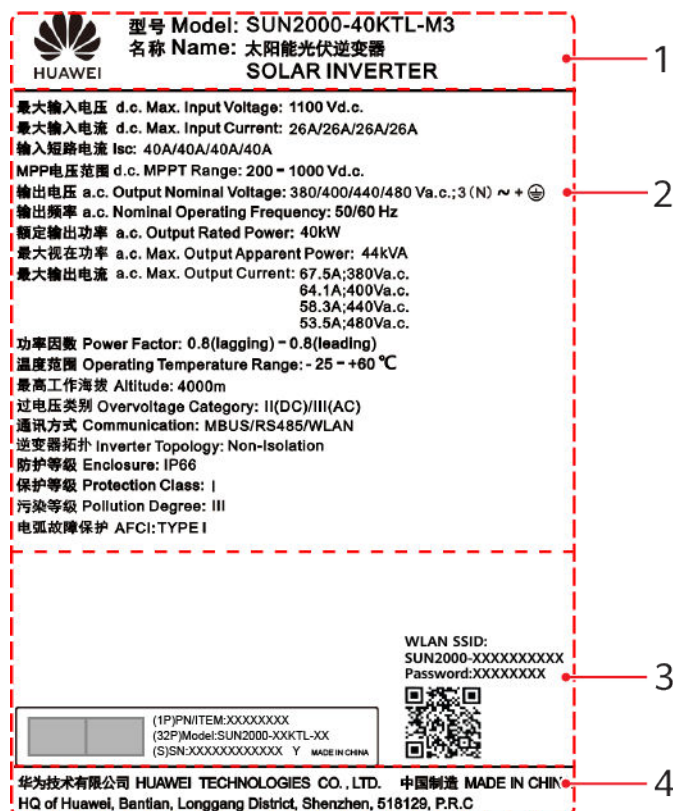 型号 Model: SUN2000-40KTL-M3
名称 Name: 太阳能光伏逆变器
HUAWEI SOLAR INVERTER
1
最大输入电压 d.c. Max. Input Voltage: 1100 Vd.c.
最大输入电流 d.c. Max. Input Current: 26A/26A/26A/26A
输入短路电流 Isc: 40A/40A/40A/40A
MPP电压范围 d.c. MPPT Range: 200 - 1000 Vd.c.
输出电压 a.c. Output Nominal Voltage: 380/400/440/480 Va.c.;3 (N) ~ + ⏚
2
输出频率 a.c. Nominal Operating Frequency: 50/60 Hz
额定输出功率 a.c. Output Rated Power: 40kW
最大视在功率 a.c. Max. Output Apparent Power: 44kVA
最大输出电流 a.c. Max. Output Current: 67.5A;380Va.c.
64.1A;400Va.c.
58.3A;440Va.c.
53.5A;480Va.c.
功率因数 Power Factor: 0.8(lagging) - 0.8(leading)
温度范围 Operating Temperature Range: - 25 - +60 ℃
最高工作海拔 Altitude: 4000m
过电压类别 Overvoltage Category: II(DC)/III(AC)
通讯方式 Communication: MBUS/RS485/WLAN
逆变器拓扑 Inverter Topology: Non-Isolation
防护等级 Enclosure: IP66
保护等级 Protection Class: I
污染等级 Pollution Degree: III
电弧故障保护 AFCI:TYPE I
WLAN SSID:
SUN2000-XXXXXXXXXX
Password:XXXXXXXX
3
(1P)PN/ITEM:XXXXXXXX
(32P)Model:SUN2000-XXKTL-XX
(S)SN:XXXXXXXXXXXX Y MADE IN CHINA
华为技术有限公司 HUAWEI TECHNOLOGIES CO., LTD. 中国制造 MADE IN CHIN
4
HQ of Huawei, Bantian, Longgang District, Shenzhen, 518129, P.R.C